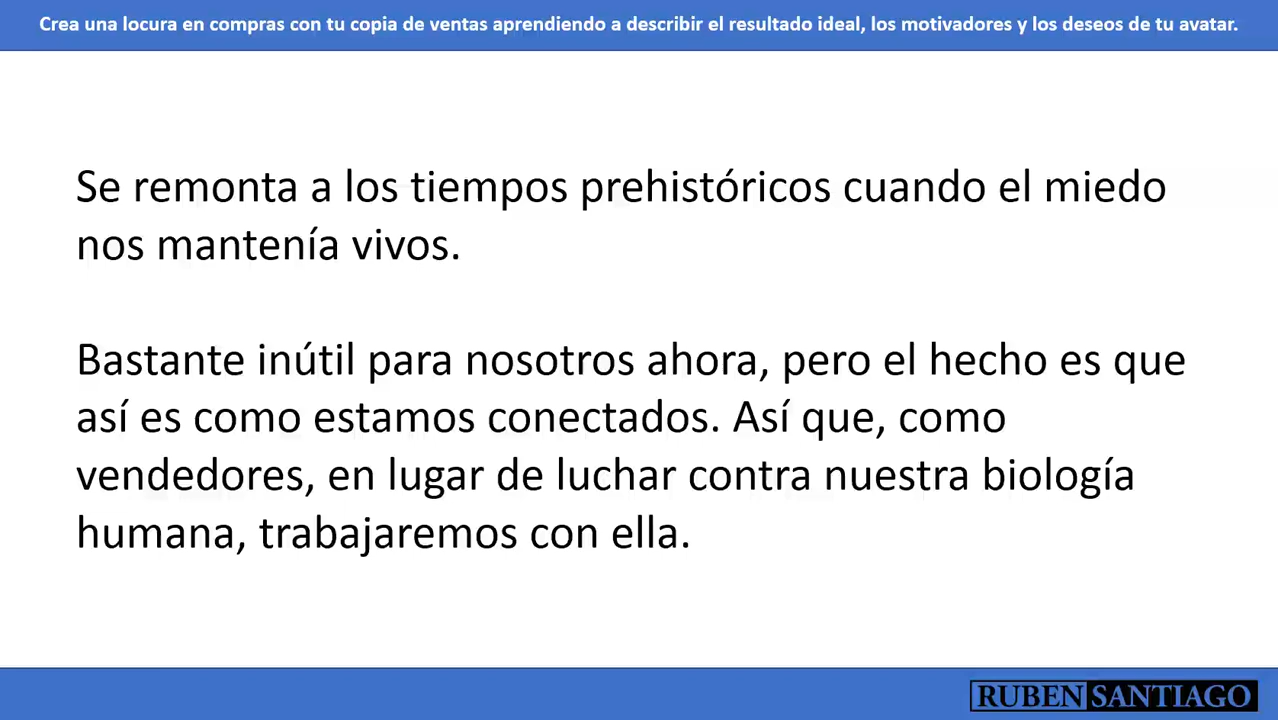 Crea una locura en compras con tu copia de ventas aprendiendo a describir el resultado ideal, los motivadores y los deseos de tu avatar.
Se remonta a los tiempos prehistóricos cuando el miedo
nos mantenía vivos.
Bastante inútil para nosotros ahora, pero el hecho es que
así es como estamos conectados. Así que, como
vendedores, en lugar de luchar contra nuestra biología
humana, trabajaremos con ella.
RUBEN SANTIAGO